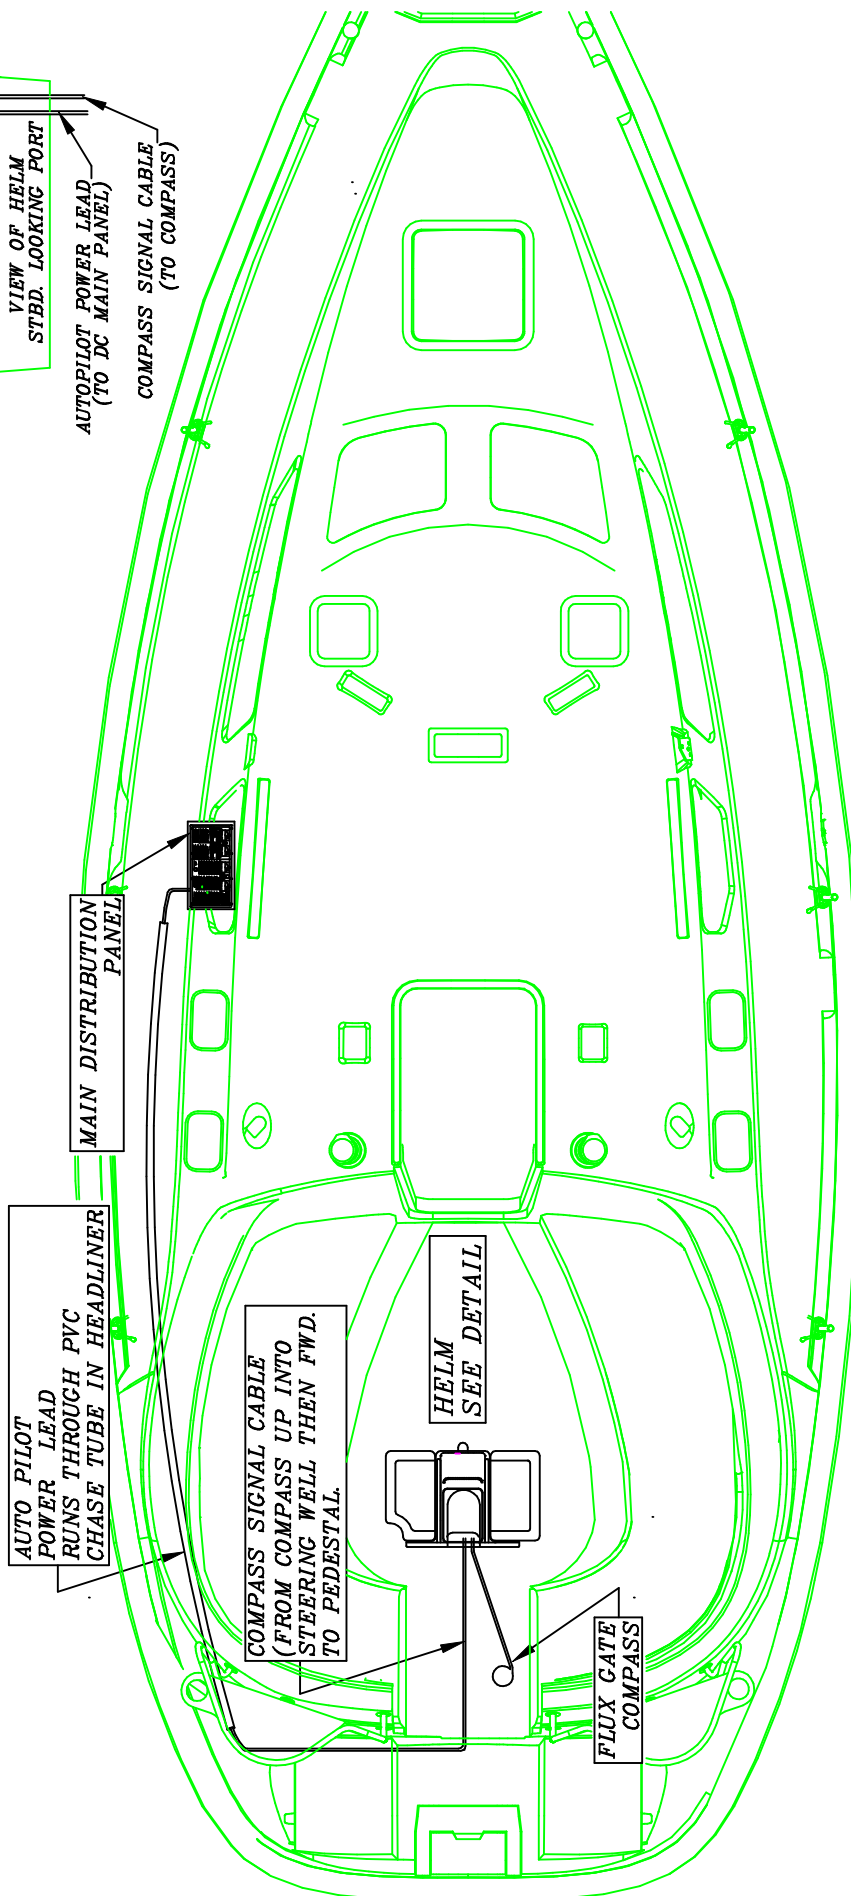 VIEW OF HELM
STBD. LOOKING PORT
AUTOPILOT POWER LEAD
(TO DC MAIN PANEL)
COMPASS SIGNAL CABLE
(TO COMPASS)
MAIN DISTRIBUTION
PANEL
AUTO PILOT
POWER LEAD
RUNS THROUGH PVC
CHASE TUBE IN HEADLINER
COMPASS SIGNAL CABLE
(FROM COMPASS UP INTO
STEERING WELL THEN FWD.
TO PEDESTAL.
HELM
SEE DETAIL
FLUX GATE
COMPASS